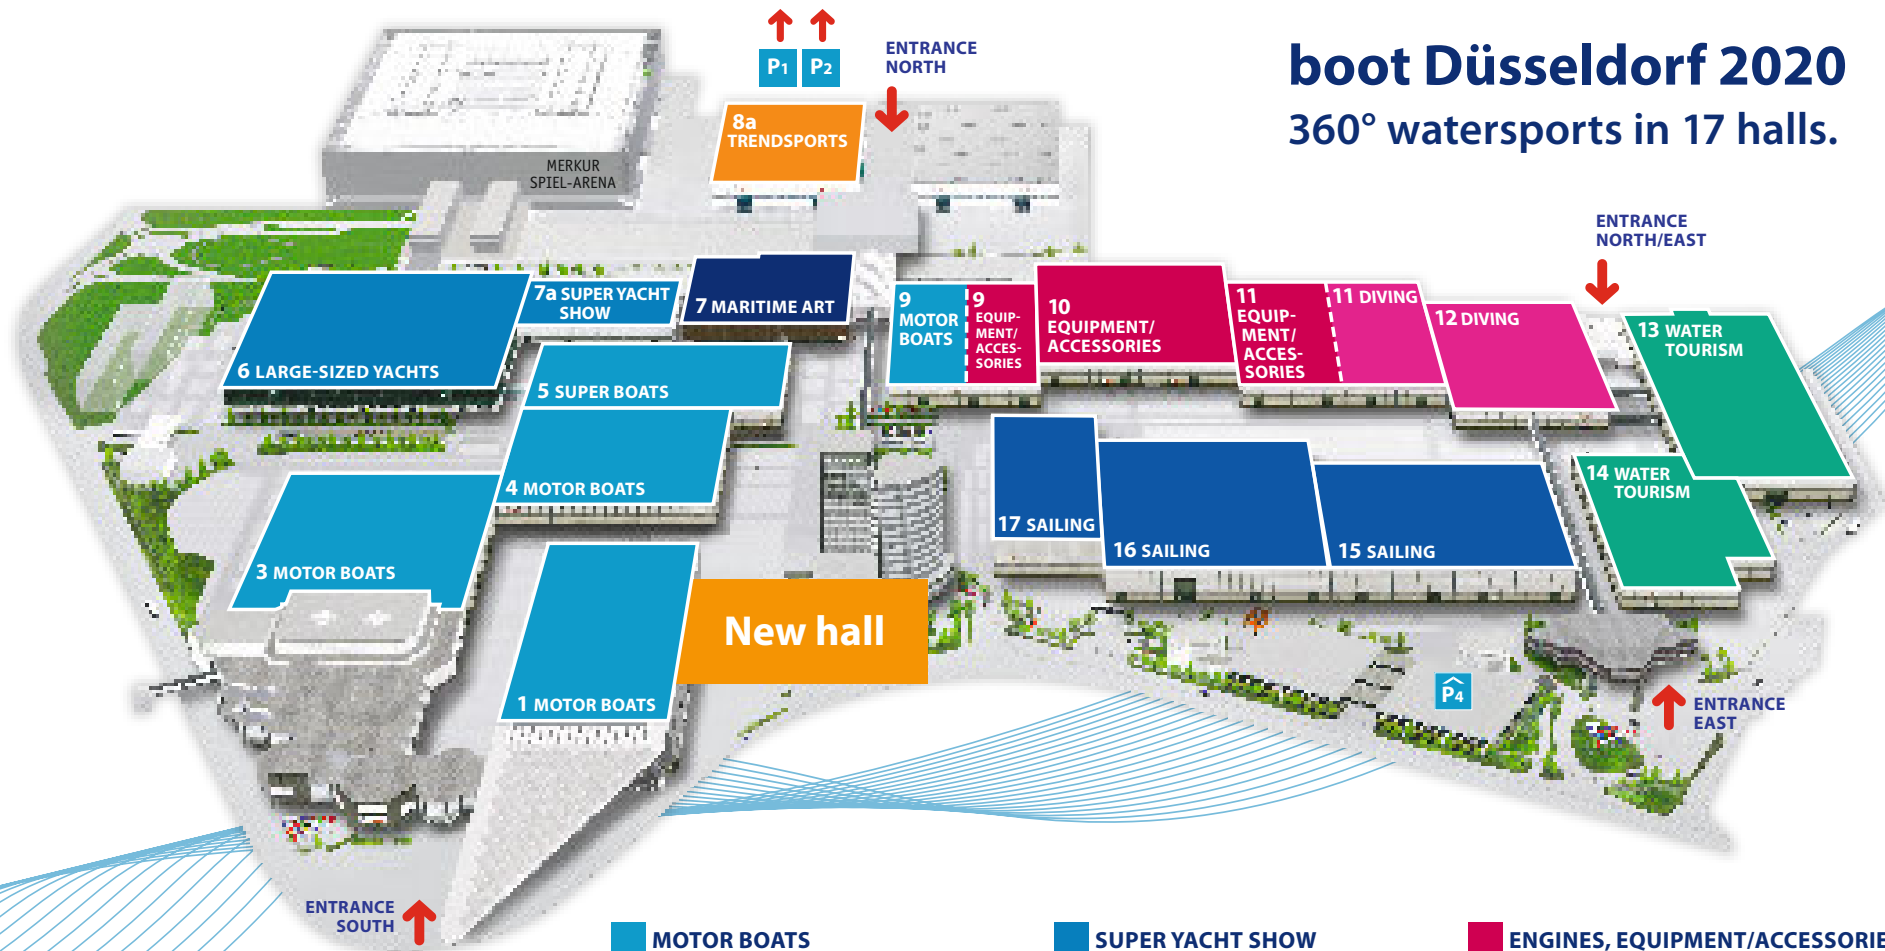 boot Düsseldorf 2020
360° watersports in 17 halls.
P1 P2
ENTRANCE
NORTH
8a
TRENDSPORTS
MERKUR
SPIEL-ARENA
ENTRANCE
NORTH/EAST
6 LARGE-SIZED YACHTS
7a SUPER YACHT
SHOW
7 MARITIME ART
5 SUPER BOATS
4 MOTOR BOATS
3 MOTOR BOATS
1 MOTOR BOATS
New hall
9
MOTOR
BOATS
9
EQUIP-
MENT/
ACCES-
SORIES
10
EQUIPMENT/
ACCESSORIES
11
EQUIP-
MENT/
ACCES-
SORIES
11 DIVING
12 DIVING
13 WATER
TOURISM
14 WATER
TOURISM
17 SAILING
16 SAILING
15 SAILING
P4
ENTRANCE
EAST
ENTRANCE
SOUTH
MOTOR BOATS
SUPER YACHT SHOW
ENGINES, EQUIPMENT/ACCESSORIE